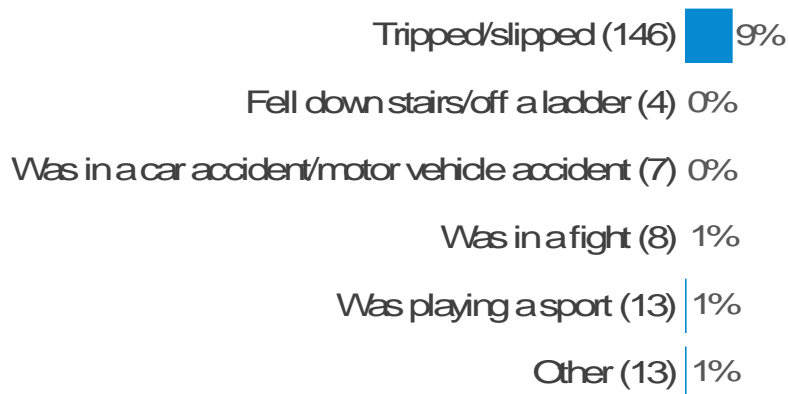 Tripped/slipped (146) 9%
Fell down stairs/off a ladder (4) 0%
Was in a car accident/motor vehicle accident (7) 0%
Was in a fight (8) 1%
Was playing a sport (13) 1%
Other (13) 1%